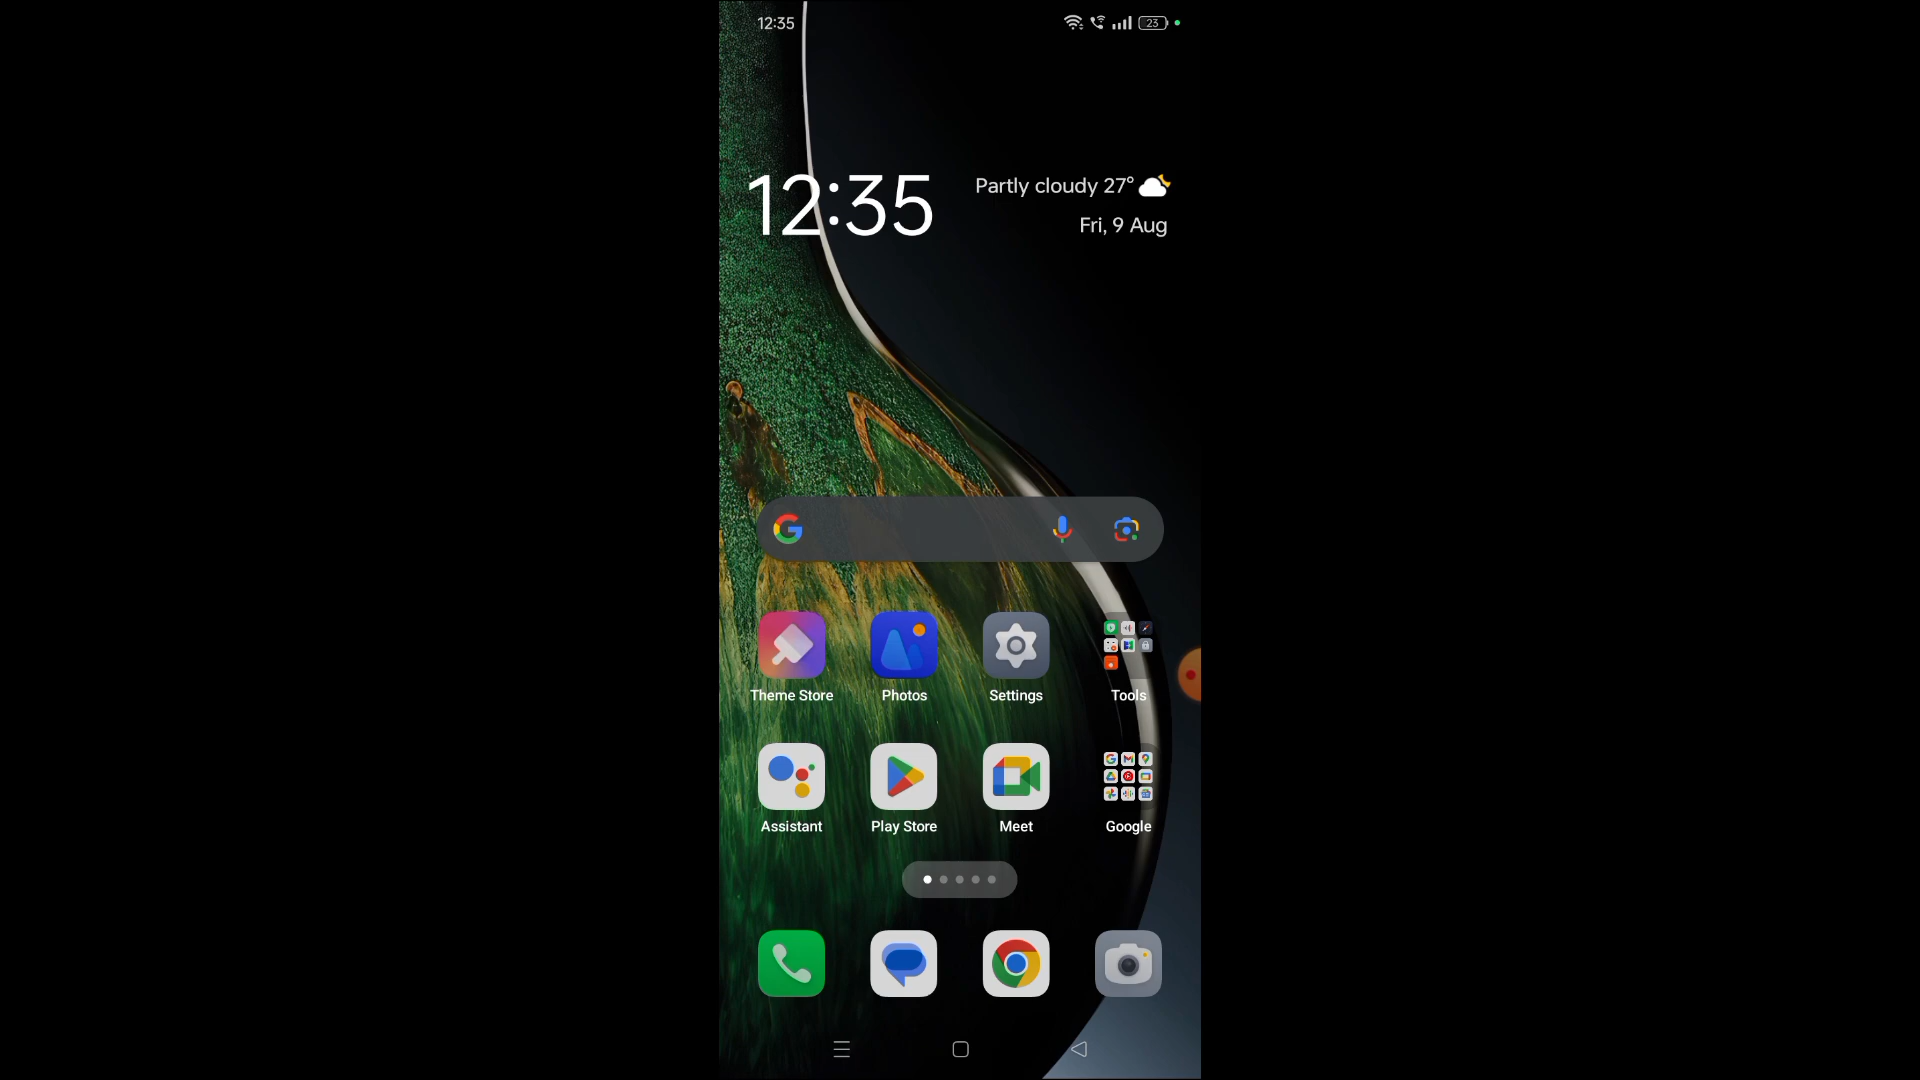 12:35
23
12:35
Partly cloudy 27°
Fri, 9 Aug
Theme Store
Photos
Settings
Tools
Assistant
Play Store
Meet
Google